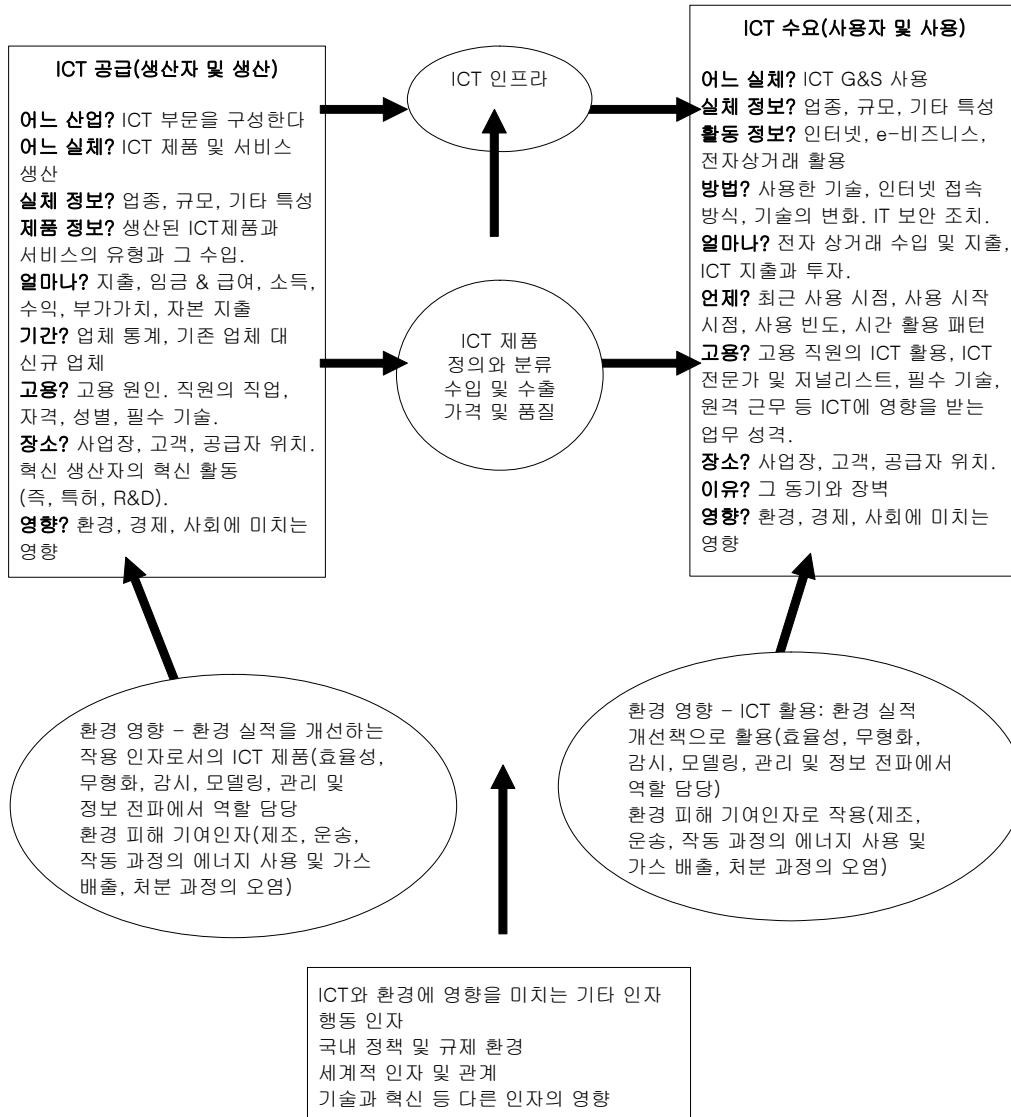 ICT 공급(생산자 및 생산)
어느 산업? ICT 부문을 구성한다
어느 실체? ICT 제품 및 서비스
생산
실체 정보? 업종, 규모, 기타 특성
제품 정보? 생산된 ICT제품과
서비스의 유형과 그 수입.
얼마나? 지출, 임금 & 급여, 소득,
수익, 부가가치, 자본 지출
기간? 업체 통계, 기존 업체 대
신규 업체
고용? 고용 원인. 직원의 직업,
자격, 성별, 필수 기술.
장소? 사업장, 고객, 공급자 위치.
혁신 생산자의 혁신 활동
(즉, 특허, R&D).
영향? 환경, 경제, 사회에 미치는
영향
ICT 인프라
ICT 제품
정의와 분류
수입 및 수출
가격 및 품질
ICT 수요(사용자 및 사용)
어느 실체? ICT G&S 사용
실체 정보? 업종, 규모, 기타 특성
활동 정보? 인터넷, e-비즈니스,
전자상거래 활용
방법? 사용한 기술, 인터넷 접속
방식, 기술의 변화. IT 보안 조치.
얼마나? 전자 상거래 수입 및 지출,
ICT 지출과 투자.
언제? 최근 사용 시점, 사용 시작
시점, 사용 빈도, 시간 활용 패턴
고용? 고용 직원의 ICT 활용, ICT
전문가 및 저널리스트, 필수 기술,
원격 근무 등 ICT에 영향을 받는
업무 성격.
장소? 사업장, 고객, 공급자 위치.
이유? 그 동기와 장벽
영향? 환경, 경제, 사회에 미치는
영향
환경 영향 - 환경 실적을 개선하는
작용 인자로서의 ICT 제품(효율성,
무형화, 감시, 모델링, 관리 및
정보 전파에서 역할 담당
환경 피해 기여인자(제조, 운송,
작동 과정의 에너지 사용 및 가스
배출, 처분 과정의 오염)
환경 영향 - ICT 활용: 환경 실적
개선책으로 활용(효율성, 무형화,
감시, 모델링, 관리 및 정보 전파에서
역할 담당)
환경 피해 기여인자로 작용(제조,
운송, 작동 과정의 에너지 사용 및
가스 배출, 처분 과정의 오염)
ICT와 환경에 영향을 미치는 기타 인자
행동 인자
국내 정책 및 규제 환경
세계적 인자 및 관계
기술과 혁신 등 다른 인자의 영향